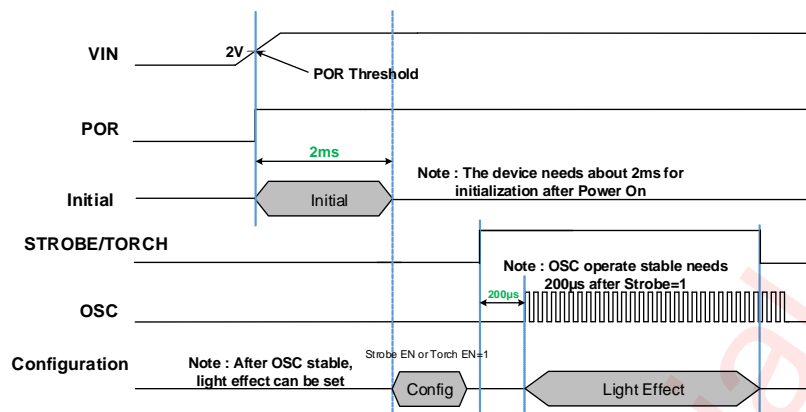 VIN
2V
POR Threshold
POR
2ms
Note : The device needs about 2ms for
initialization after Power On
Initial
Initial
STROBE/TORCH
Note : OSC operate stable needs
200µs after Strobe=1
200µs
OSC
Strobe EN or Torch EN=1
Configuration
Note : After OSC stable,
light effect can be set
Config
Light Effect